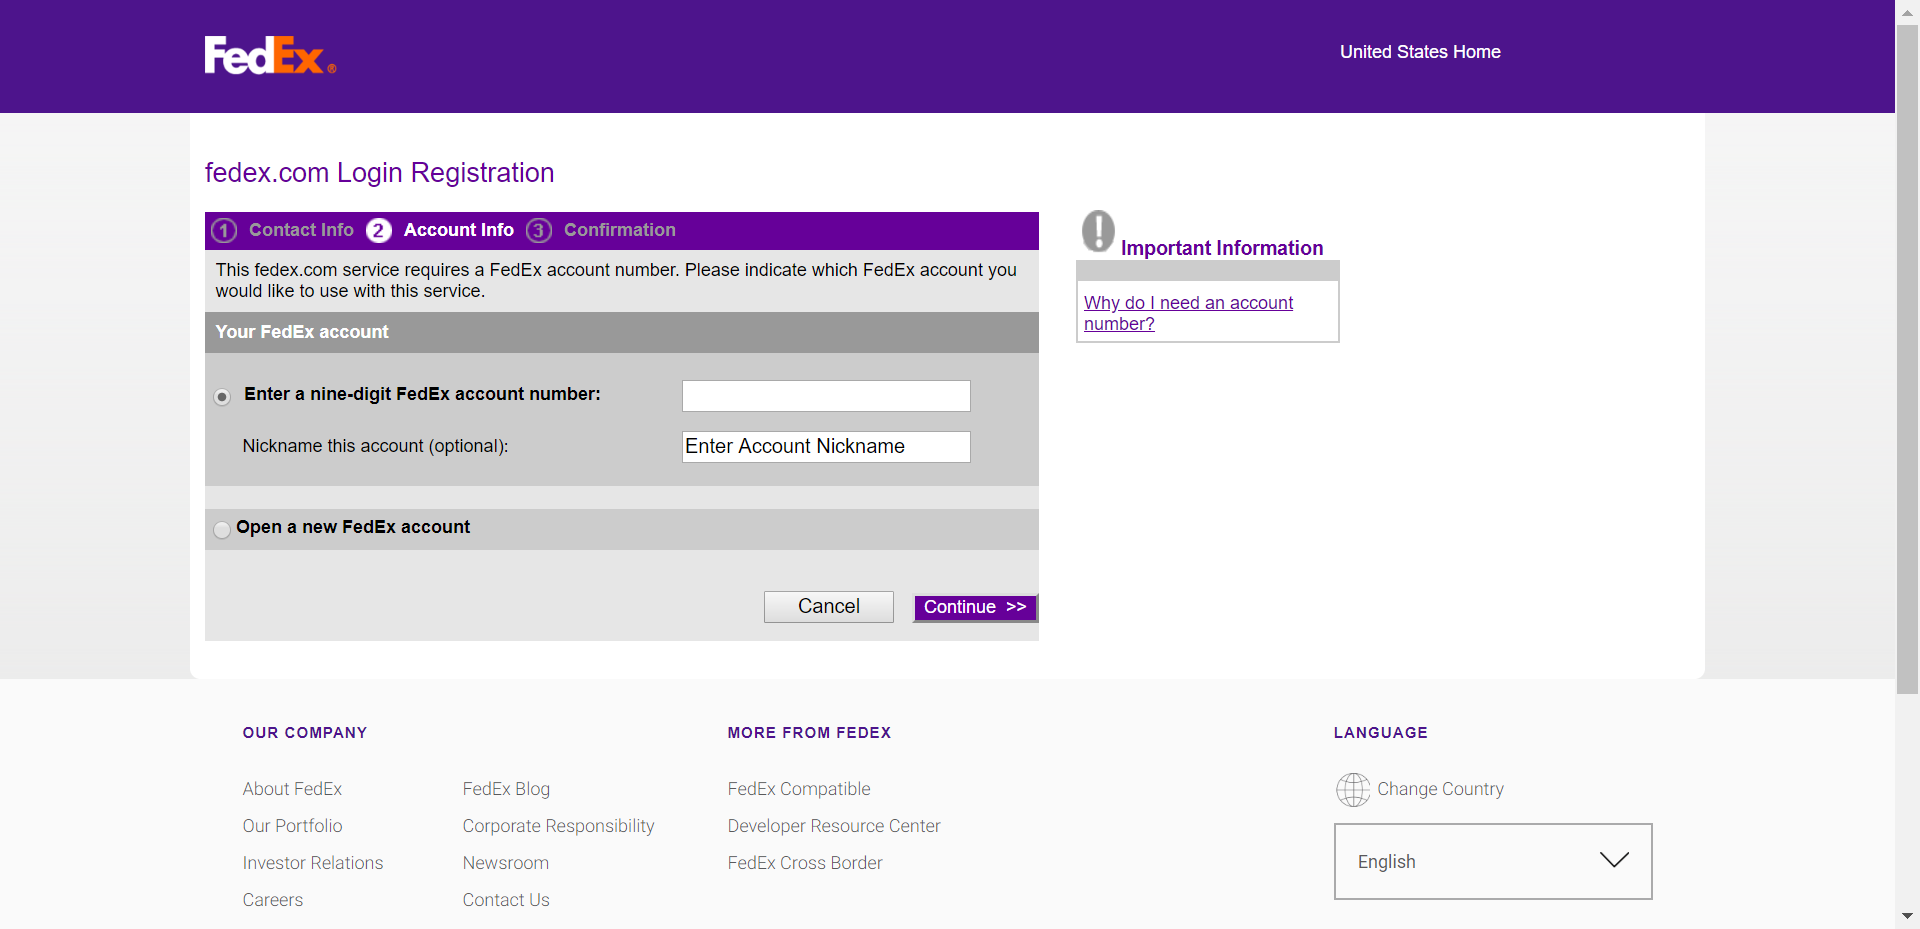 FedEx®
United States Home
fedex.com Login Registration
1 Contact Info 2 Account Info 3 Confirmation
This fedex.com service requires a FedEx account number. Please indicate which FedEx account you
would like to use with this service.
Your FedEx account
Enter a nine-digit FedEx account number:
Nickname this account (optional):
Enter Account Nickname
Open a new FedEx account
Cancel
Continue >>
Important Information
Why do I need an account
number?
OUR COMPANY
About FedEx
Our Portfolio
Investor Relations
Careers
FedEx Blog
Corporate Responsibility
Newsroom
Contact Us
MORE FROM FEDEX
FedEx Compatible
Developer Resource Center
FedEx Cross Border
LANGUAGE
Change Country
English